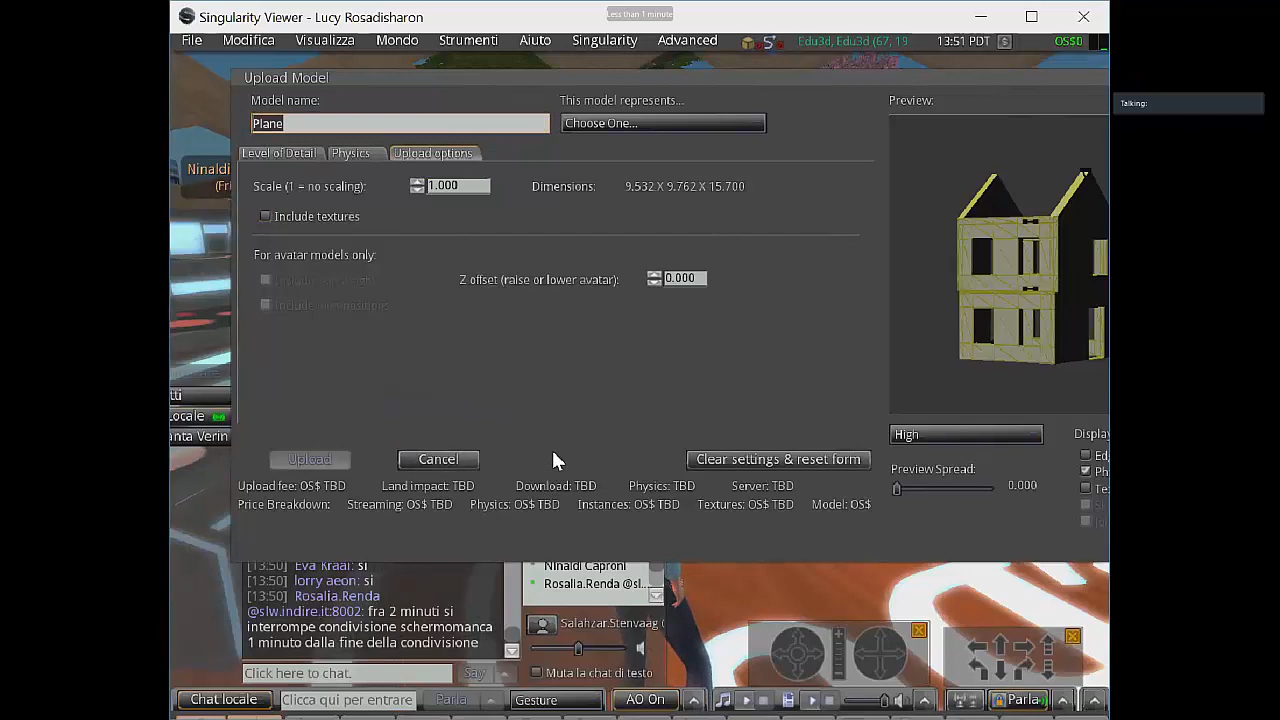 Less than 1 minute
Singularity Viewer - Lucy Rosadisharon
File Modifica Visualizza Mondo Strumenti Aiuto Singularity Advanced Edu3d, Edu3d (67, 19 13:51 PDT S OS$0
Talking:
Upload Model
Model name: This model represents... Preview:
Plane Choose One...
Level of Detail Physics Upload options
Ninaldi
(Fri
Scale (1 = no scaling): 1.000 Dimensions: 9.532 X 9.762 X 15.700
Include textures
For avatar models only:
Z offset (raise or lower avatar): 0.000
tti
Locale
anta Verin
High Display
Ed
Ph
Te
Preview Spread: 0.000
Upload Cancel Clear settings & reset form
Upload fee: OS$ TBD Land impact: TBD Download: TBD Physics: TBD Server: TBD
Price Breakdown: Streaming: OS$ TBD Physics: OS$ TBD Instances: OS$ TBD Textures: OS$ TBD Model: OS$
[13:50] Eva Kraai: si
[13:50] lorry aeon: si
[13:50] Rosalia.Renda
@slw.indire.it:8002: fra 2 minuti si
interrompe condivisione schermomanca
1 minuto dalla fine della condivisione
Ninaldi Caproni
Rosalia.Renda @sl...
Salahzar.Stenvaag (
Muta la chat di testo
Click here to chat. Say
Chat locale Clicca qui per entrare Parla Gesture AO On Parla